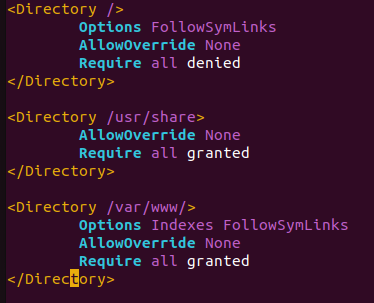 <Directory />
        Options FollowSymLinks
        AllowOverride None
        Require all denied
</Directory>

<Directory /usr/share>
        AllowOverride None
        Require all granted
</Directory>

<Directory /var/www/>
        Options Indexes FollowSymLinks
        AllowOverride None
        Require all granted
</Directory>